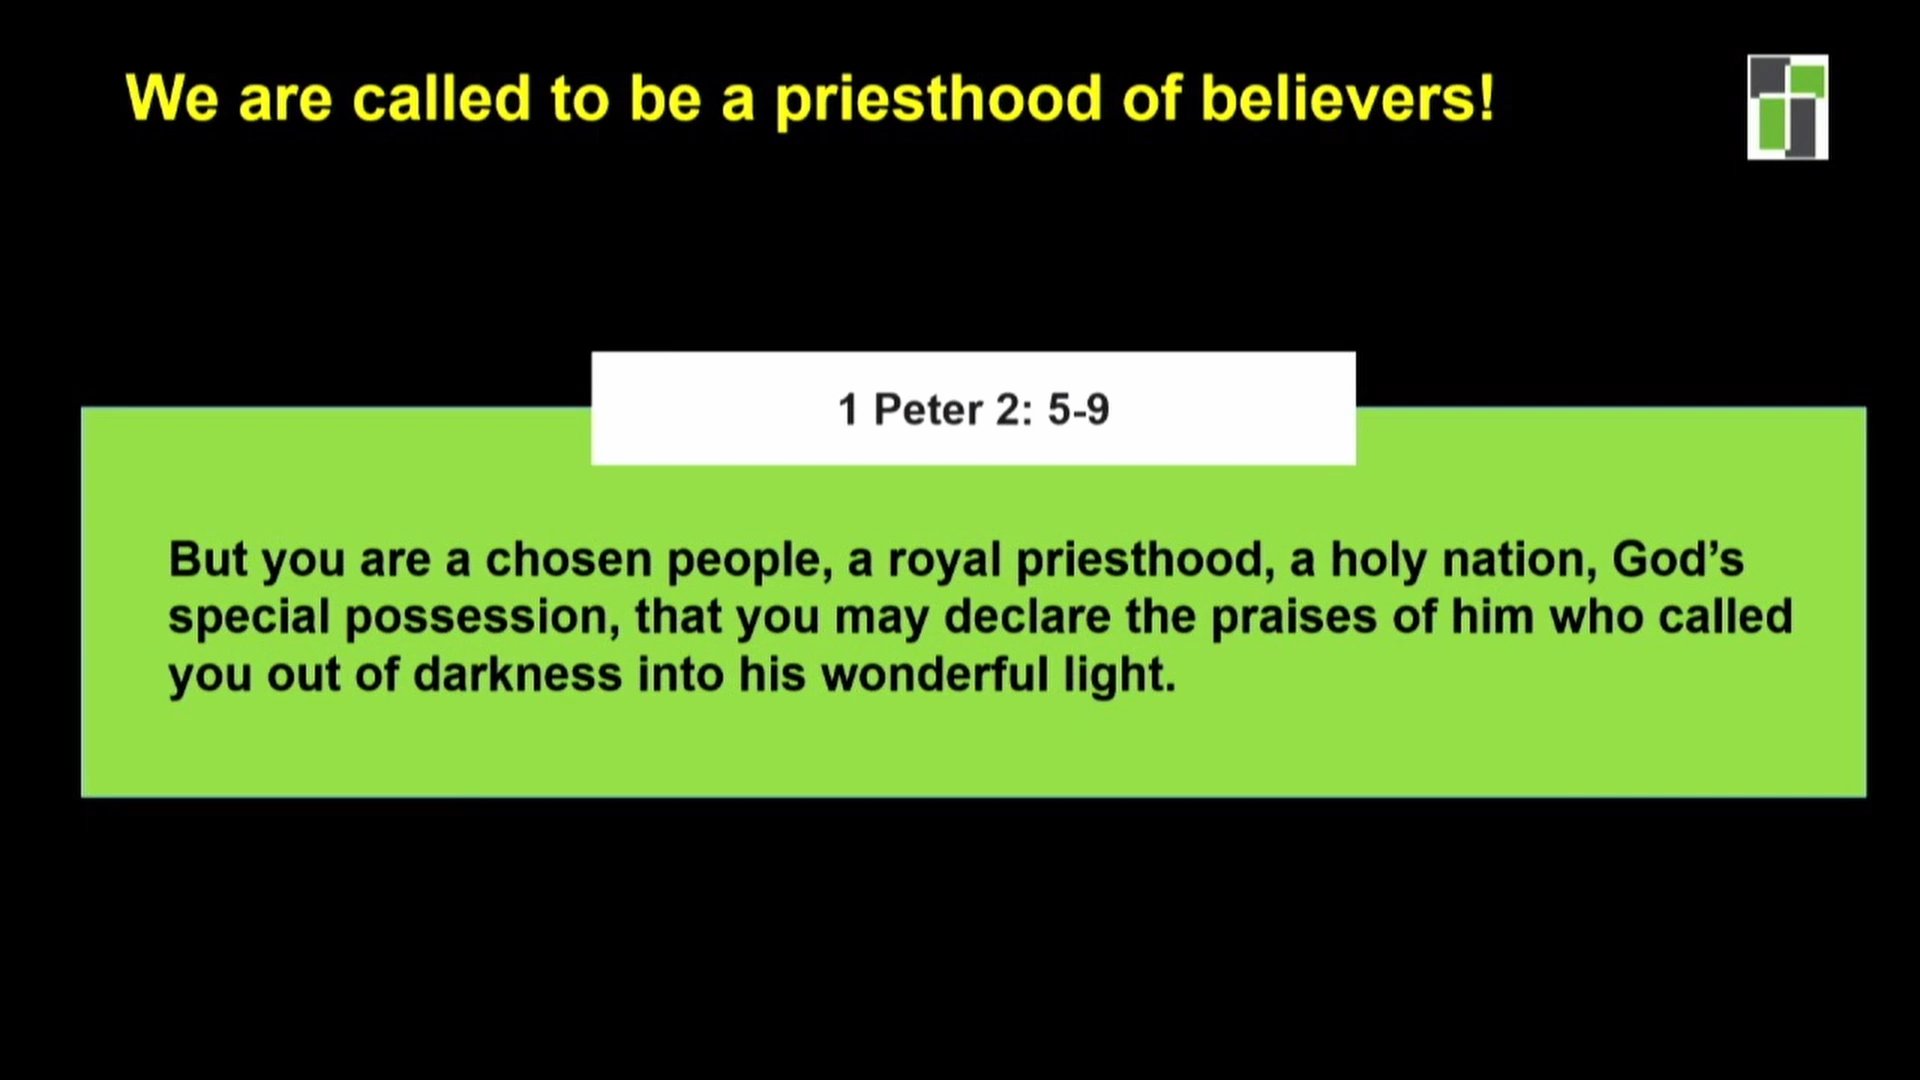 We are called to be a priesthood of believers!
1 Peter 2: 5-9
But you are a chosen people, a royal priesthood, a holy nation, God’s
special possession, that you may declare the praises of him who called
you out of darkness into his wonderful light.